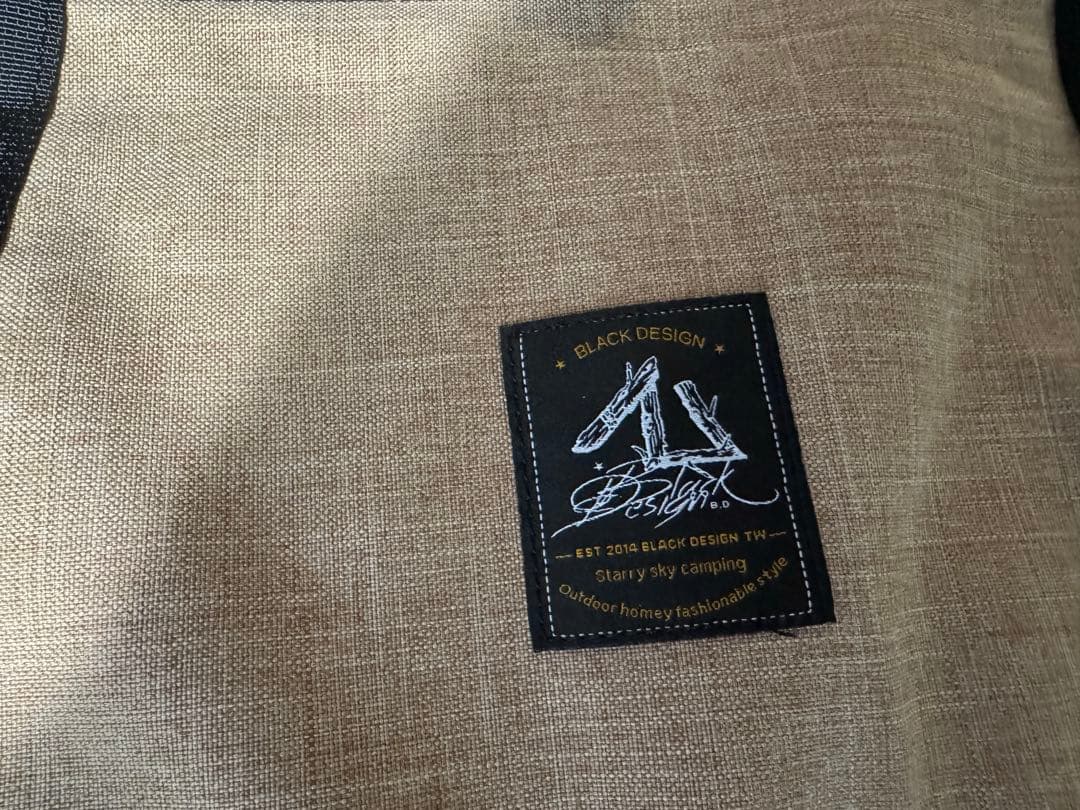 BLACK DESIGN
Black
Design B.D
EST 2014 BLACK DESIGN TW
Starry sky camping
Outdoor homey fashionable style